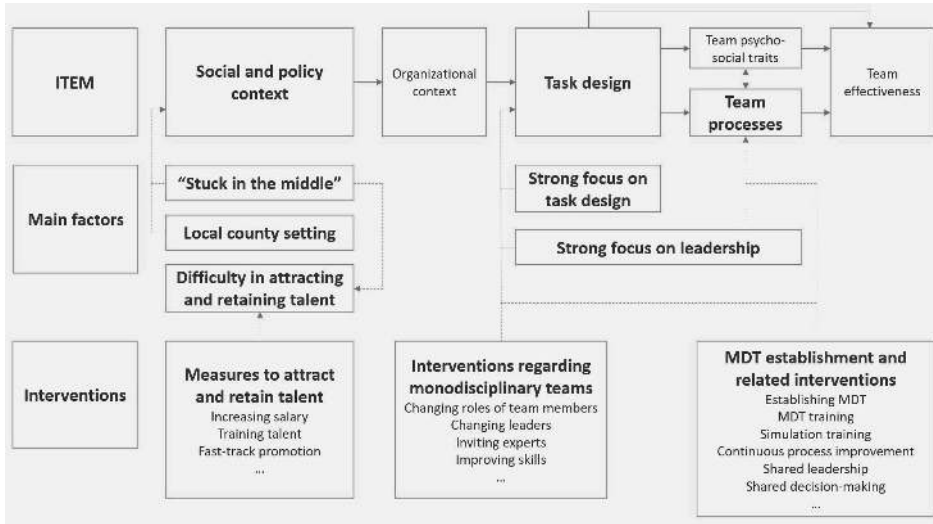 ITEM
Social and policy
context
Organizational
context
Task design
Team psycho-
social traits
Team
processes
Team
effectiveness
Main factors
"Stuck in the middle"
Local county setting
Difficulty in attracting
and retaining talent
Strong focus on
task design
Strong focus on leadership
Interventions
Measures to attract
and retain talent
Increasing salary
Training talent
Fast-track promotion
...
Interventions regarding
monodisciplinary teams
Changing roles of team members
Changing leaders
Inviting experts
Improving skills
...
MDT establishment and
related interventions
Establishing MDT
MDT training
Simulation training
Continuous process improvement
Shared leadership
Shared decision-making
...